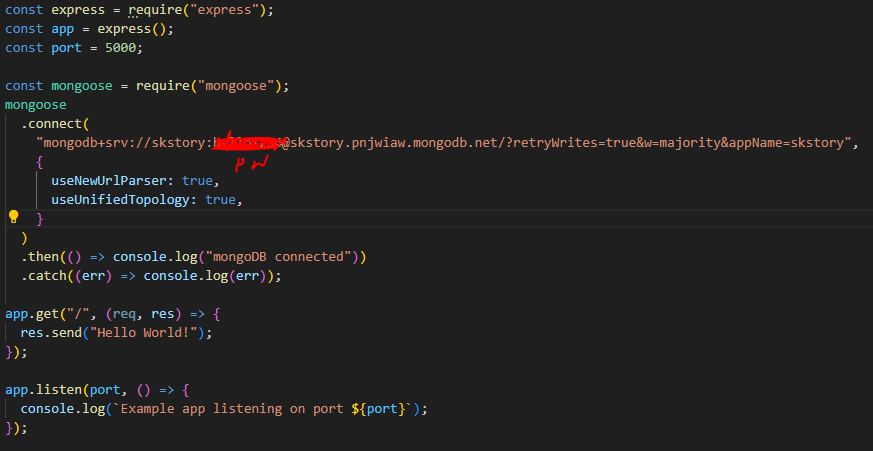 const express = require("express");
const app = express();
const port = 5000;
const mongoose = require("mongoose");
mongoose
.connect(
"mongodb+srv://skstory:@skstory.pnjwiaw.mongodb.net/?retryWrites=true&w=majority&appName=skstory",
pw
{
useNewUrlParser: true,
useUnifiedTopology: true,
}
)
.then(() => console.log("mongoDB connected"))
.catch((err) => console.log(err));
app.get("/", (req, res) => {
res.send("Hello World!");
});
app.listen(port, () => {
console.log(`Example app listening on port ${port}`);
});